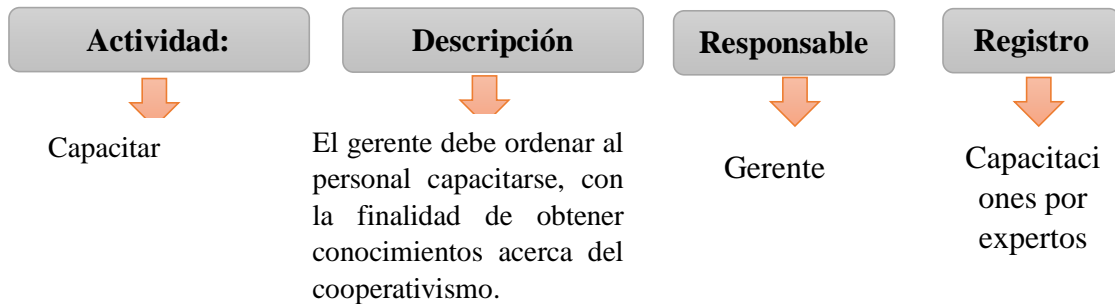 Actividad:
Descripción
Responsable
Registro
Capacitar
El gerente debe ordenar al
personal capacitarse, con
la finalidad de obtener
conocimientos acerca del
cooperativismo.
Gerente
Capacitaci
ones por
expertos